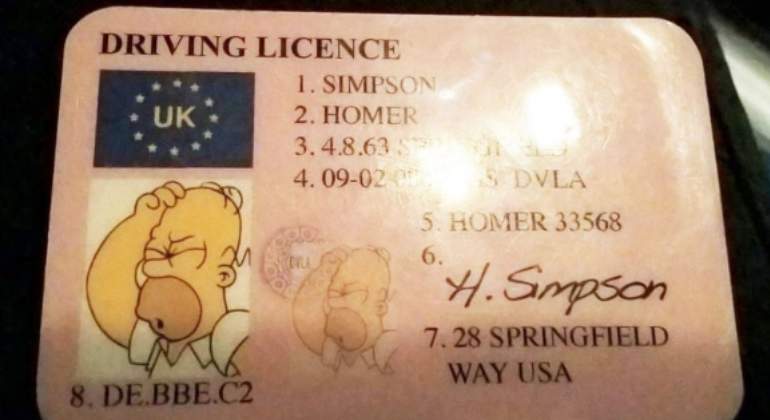 DRIVING LICENCE
UK
1. SIMPSON
2. HOMER
3. 4.8.63
4. 09-02 DVLA
5. HOMER 33568
6.
H. Simpson
7. 28 SPRINGFIELD
WAY USA
8. DE.BBE.C2